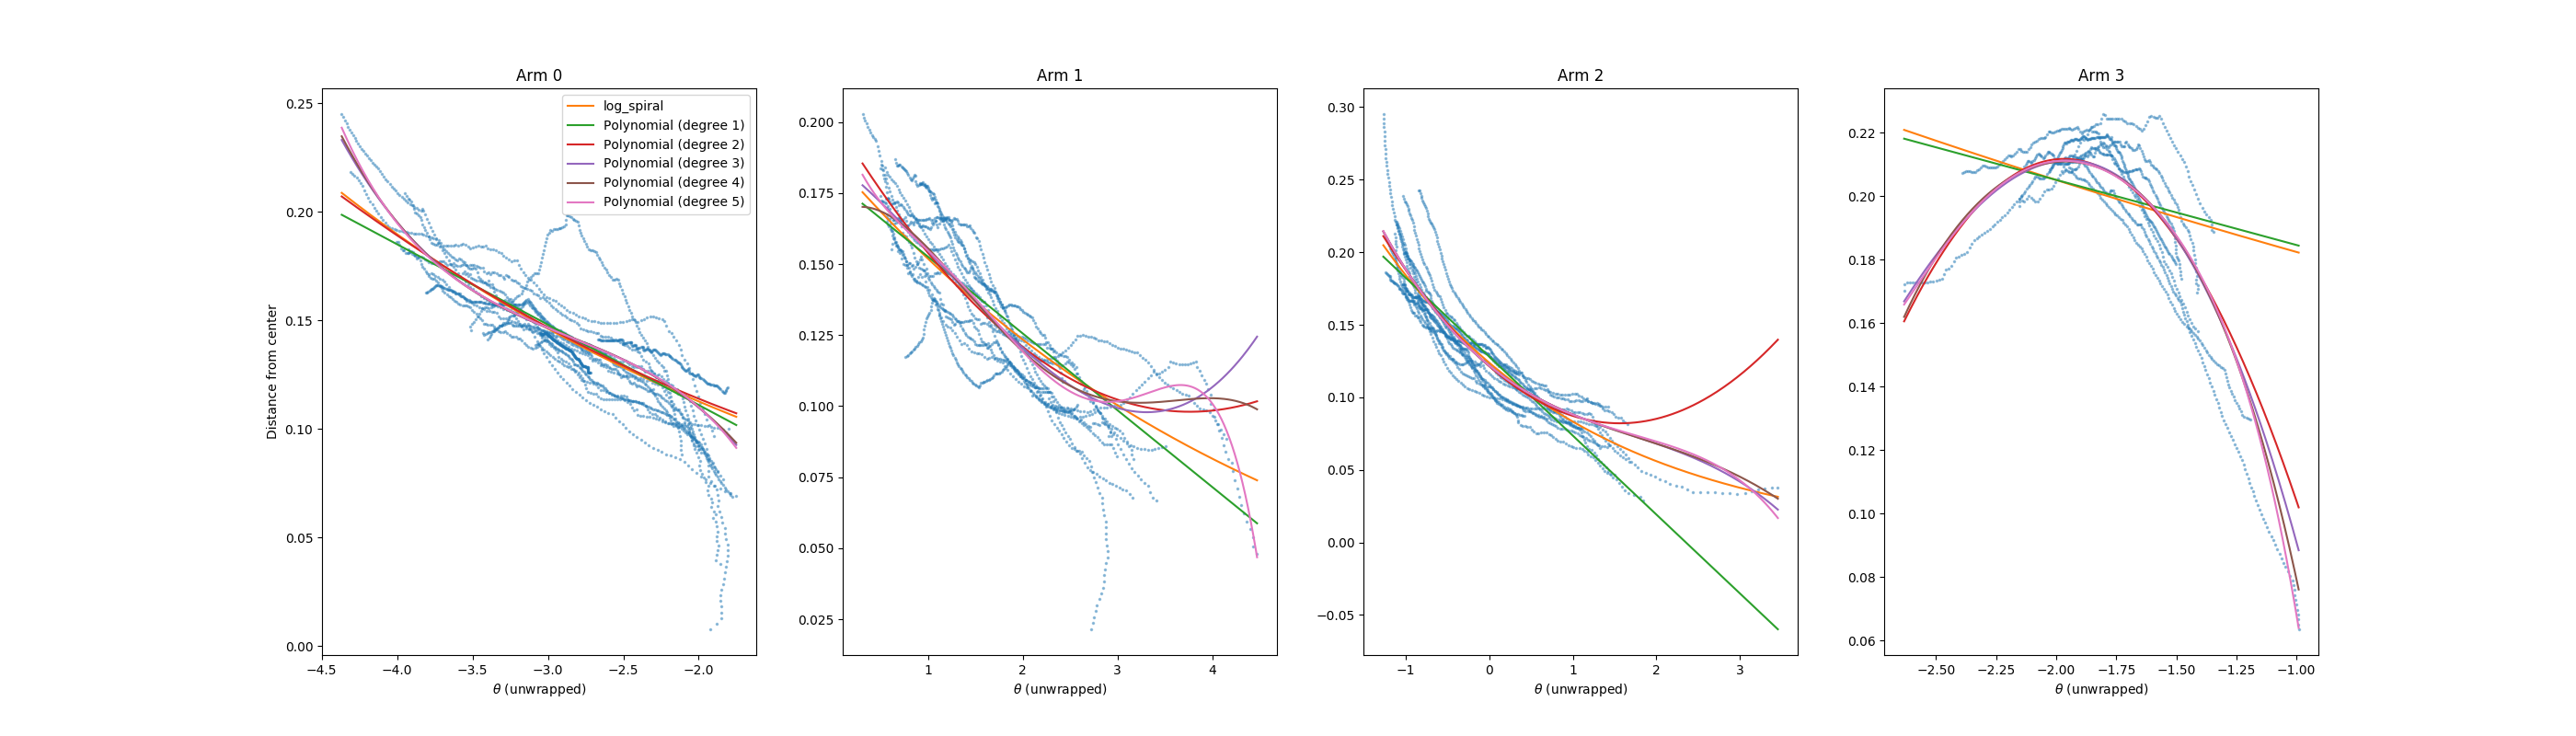 Arm 0
0.25
0.20
0.15
0.10
0.05
0.00
Distance from center
−4.5 −4.0 −3.5 −3.0 −2.5 −2.0
θ (unwrapped)
log_spiral
Polynomial (degree 1)
Polynomial (degree 2)
Polynomial (degree 3)
Polynomial (degree 4)
Polynomial (degree 5)
Arm 1
0.200
0.175
0.150
0.125
0.100
0.075
0.050
0.025
1 2 3 4
θ (unwrapped)
Arm 2
0.30
0.25
0.20
0.15
0.10
0.05
0.00
−0.05
−1 0 1 2 3
θ (unwrapped)
Arm 3
0.22
0.20
0.18
0.16
0.14
0.12
0.10
0.08
0.06
−2.50 −2.25 −2.00 −1.75 −1.50 −1.25 −1.00
θ (unwrapped)